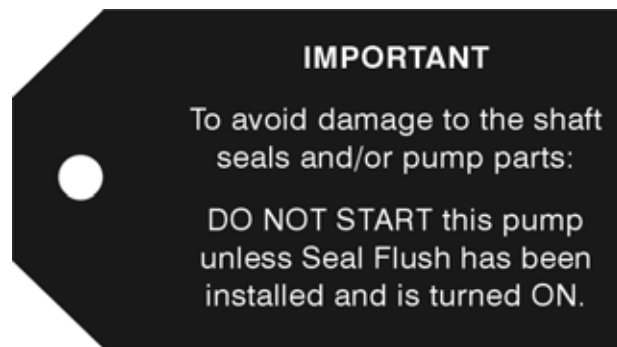 IMPORTANT
To avoid damage to the shaft
seals and/or pump parts:
DO NOT START this pump
unless Seal Flush has been
installed and is turned ON.